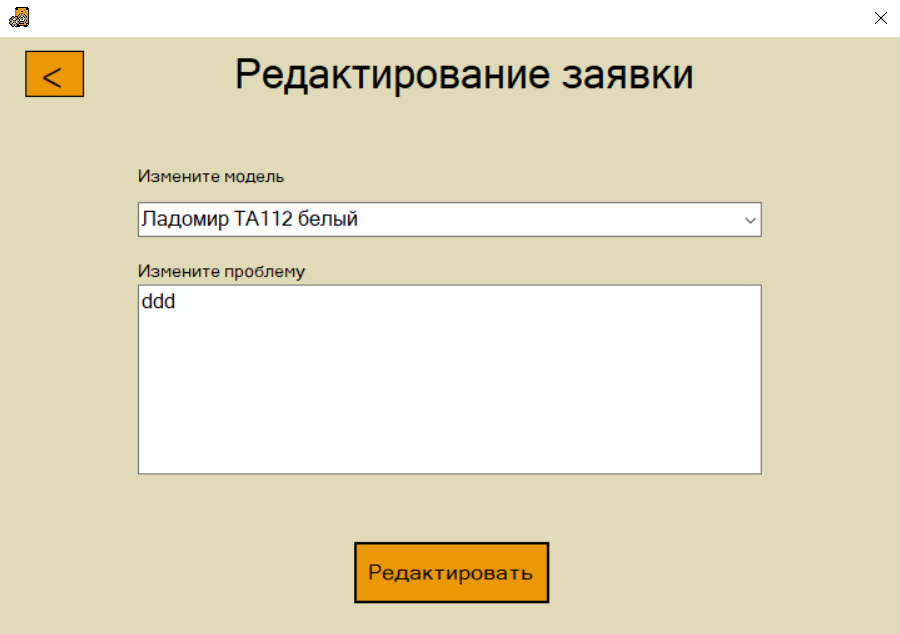 <
Редактирование заявки
Измените модель
Ладомир ТА112 белый
Измените проблему
ddd
Редактировать